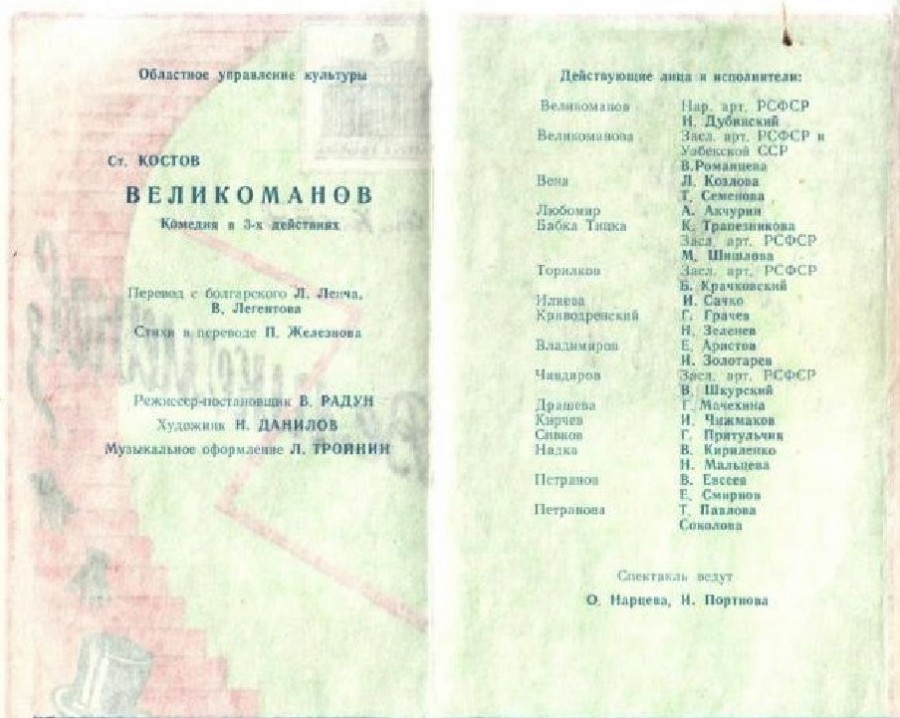 Областное управление культуры
Ст. КОСТОВ
ВЕЛИКОМАНОВ
Комедия в 3-х действиях
Перевод с болгарского Л. Ленча,
В. Легентова
Стихи в переводе П. Железнова
Режиссер-постановщик В. РАДУН
Художник Н. ДАНИЛОВ
Музыкальное оформление Л. ТРОЙНИН
Действующие лица и исполнители:
Великоманов Нар. арт. РСФСР
Н. Дубинский
Великоманова Засл. арт. РСФСР и
Узбекской ССР
В. Романцева
Вена Л. Козлова
Т. Семенова
Любомир А. Акчурин
Бабка Тицка К. Трапезникова
Засл. арт. РСФСР
М. Шишлова
Торилков Засл. арт. РСФСР
Б. Крачковский
Илиева И. Сачко
Криводренский Г. Грачев
Н. Зеленев
Владимиров Е. Аристов
И. Золотарев
Чандиров Засл. арт. РСФСР
В. Шкурский
Драшева Г. Мачехина
Кирчев И. Чижмаков
Сивков Г. Притульчик
Надка В. Кириленко
Н. Мальцева
Петранов В. Евсеев
Е. Смирнов
Петранова Т. Павлова
Соколова
Спектакль ведут
О. Нарцева, И. Портнова